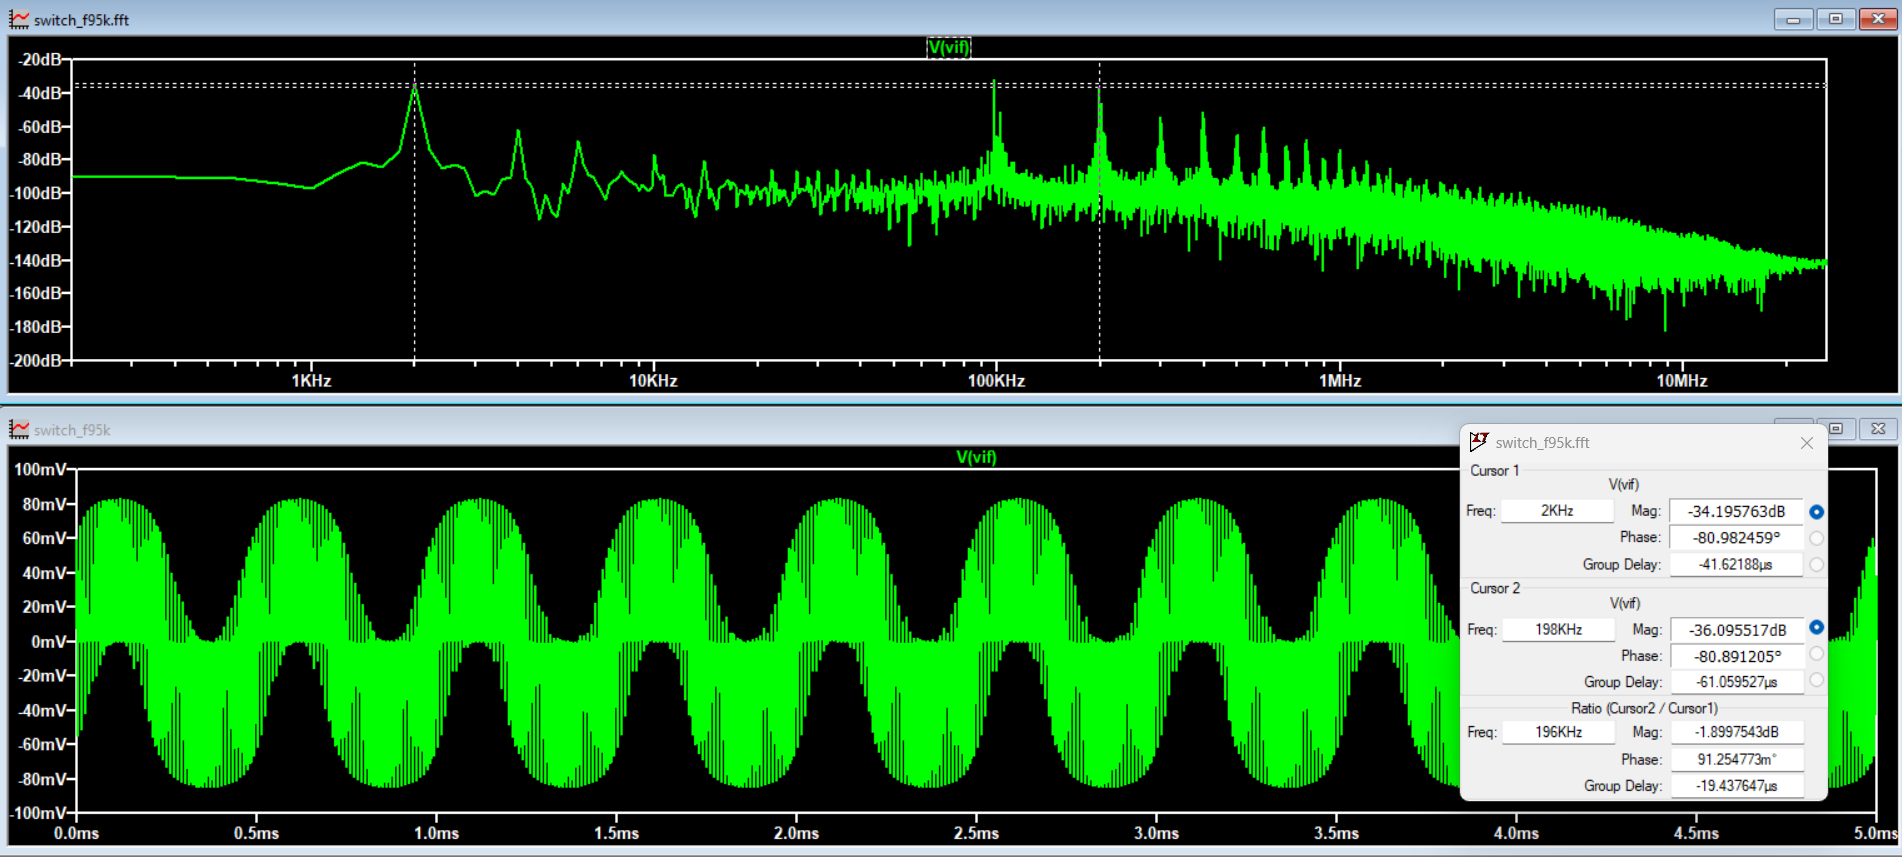 switch_f95k.fft
V(vif)
-20dB
-40dB
-60dB
-80dB
-100dB
-120dB
-140dB
-160dB
-180dB
-200dB
1KHz 10KHz 100KHz 1MHz 10MHz
switch_f95k
V(vif)
100mV
80mV
60mV
40mV
20mV
0mV
-20mV
-40mV
-60mV
-80mV
-100mV
0.0ms 0.5ms 1.0ms 1.5ms 2.0ms 2.5ms 3.0ms 3.5ms 4.0ms 4.5ms 5.0ms
switch_f95k.fft
Cursor 1
V(vif)
Freq: 2KHz Mag: -34.195763dB
Phase: -80.982459°
Group Delay: -41.62188µs
Cursor 2
V(vif)
Freq: 198KHz Mag: -36.095517dB
Phase: -80.891205°
Group Delay: -61.059527µs
Ratio (Cursor2 / Cursor1)
Freq: 196KHz Mag: -1.8997543dB
Phase: 91.254773m°
Group Delay: -19.437647µs